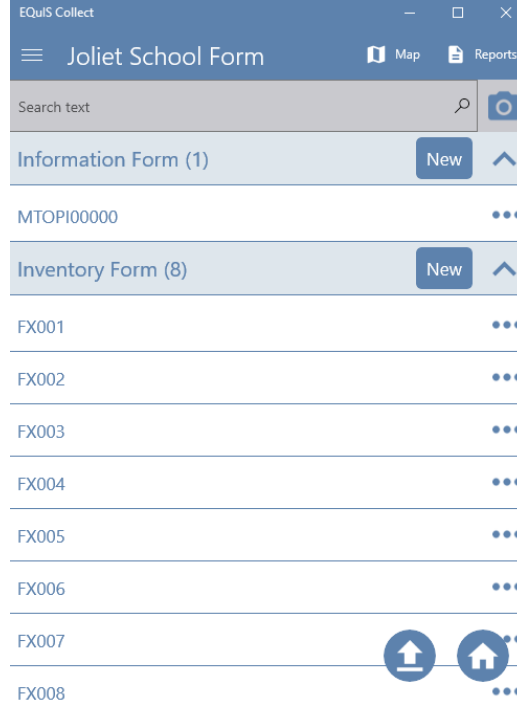 EQuIS Collect
Joliet School Form Map Reports
Search text
Information Form (1) New
MTOPI00000
Inventory Form (8) New
FX001
FX002
FX003
FX004
FX005
FX006
FX007
FX008